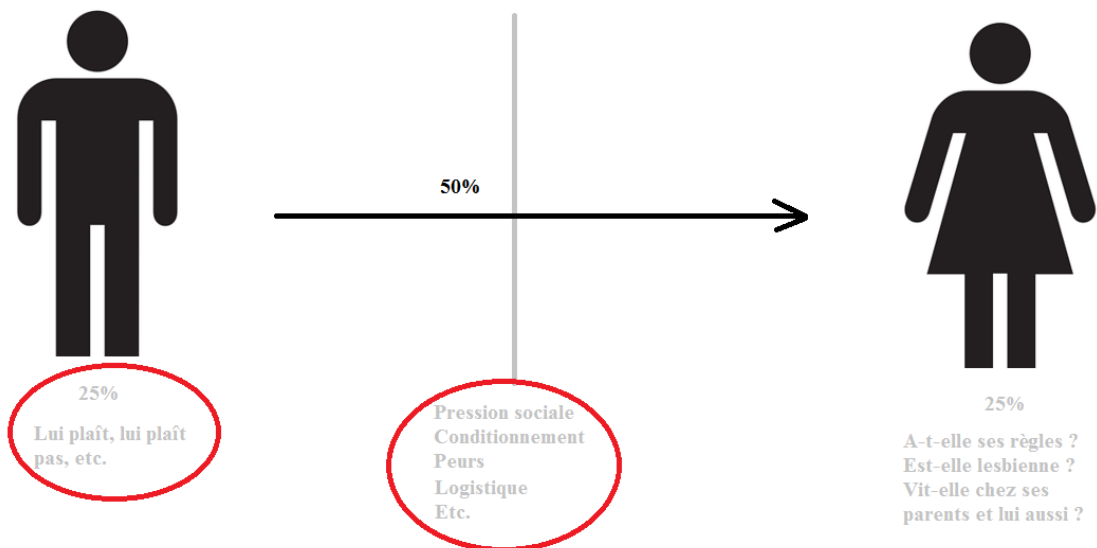 50%
25%
Lui plaît, lui plaît
pas, etc.
Pression sociale
Conditionnement
Peurs
Logistique
Etc.
25%
A-t-elle ses règles ?
Est-elle lesbienne ?
Vit-elle chez ses
parents et lui aussi ?